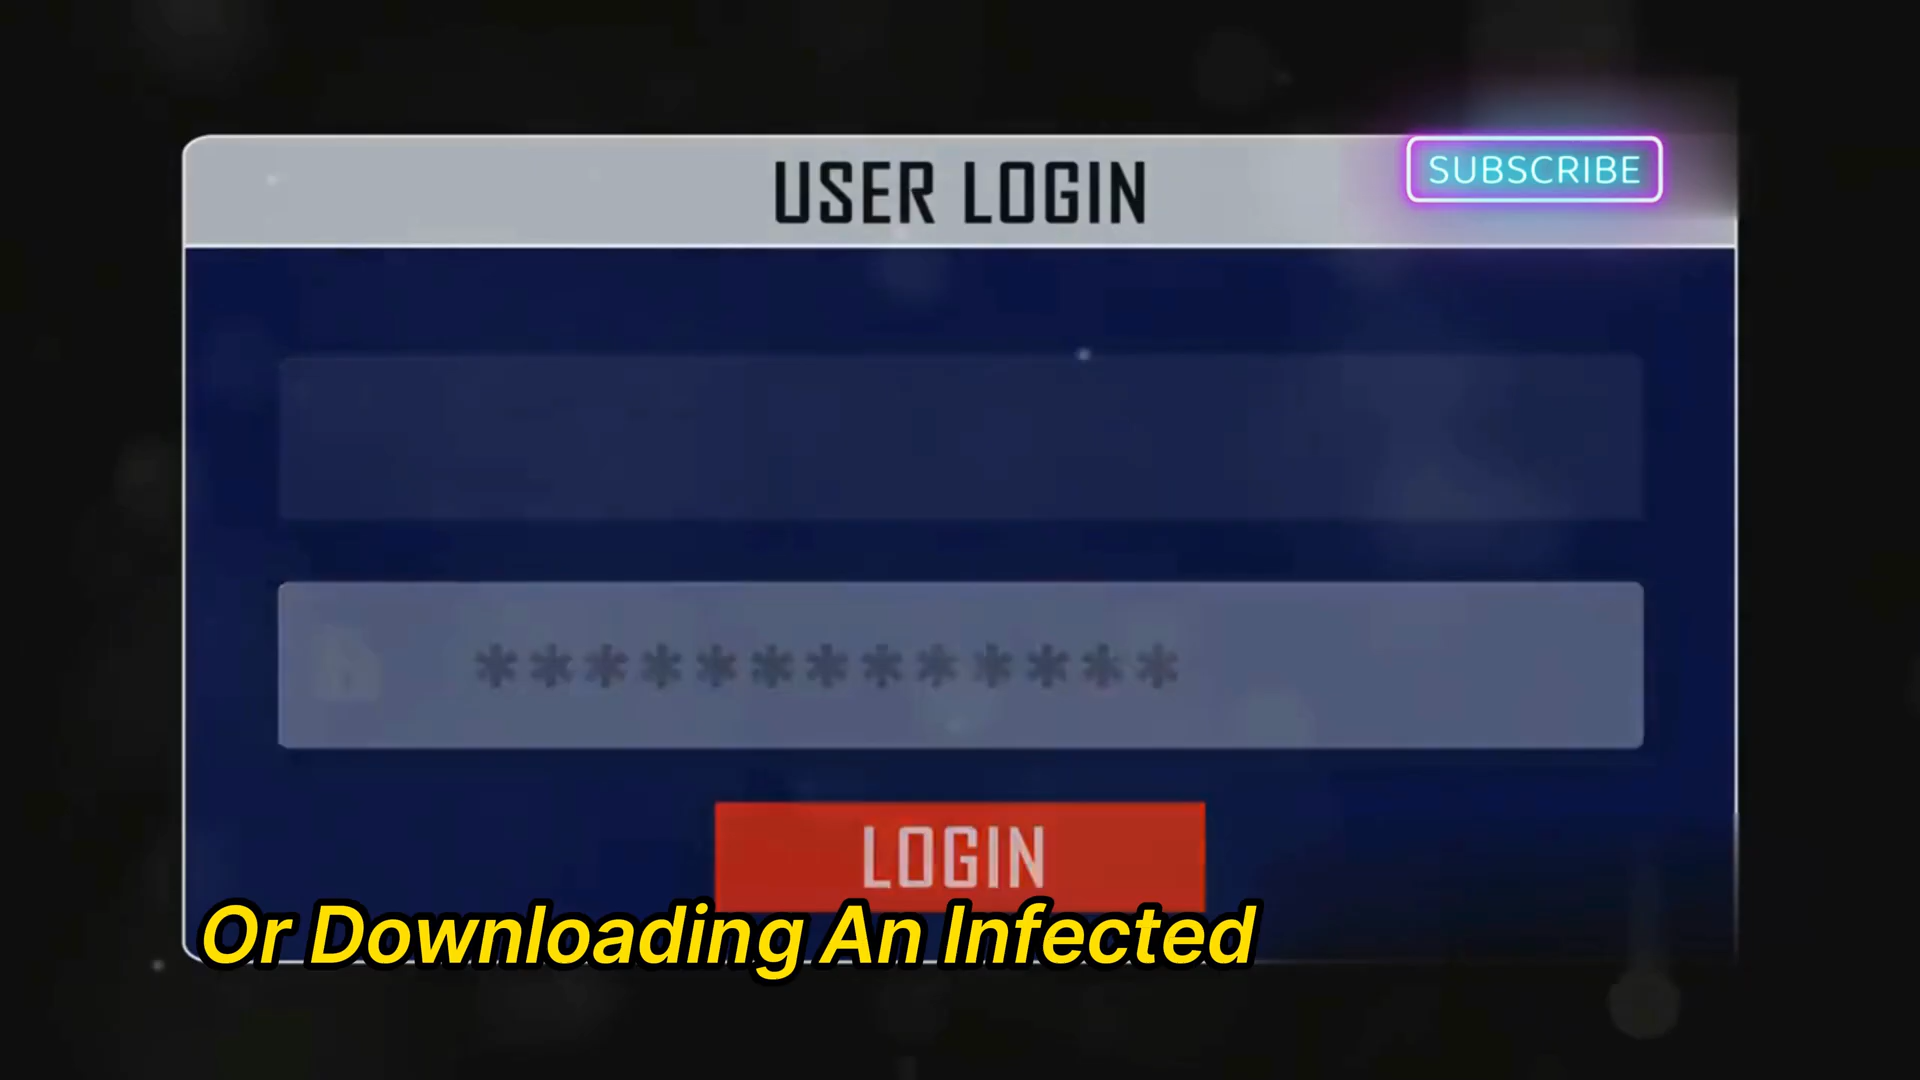 USER LOGIN
SUBSCRIBE
*************
LOGIN
Or Downloading An Infected